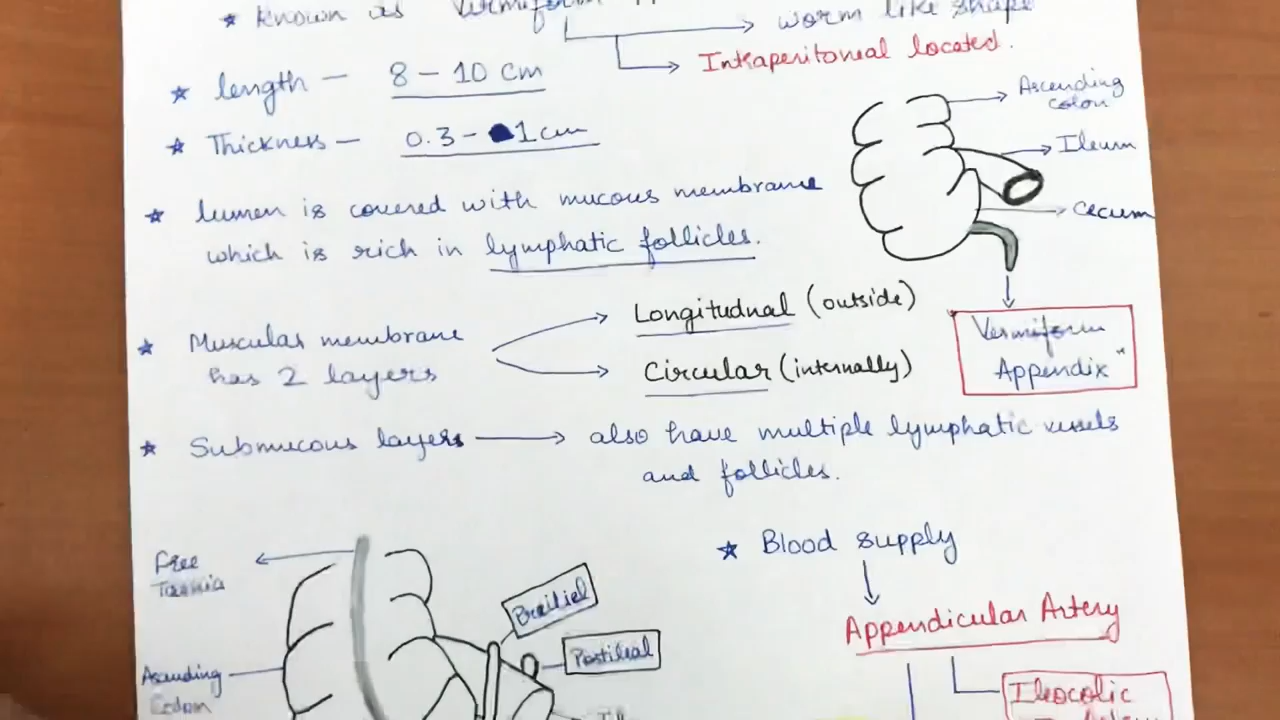 known as Vermif
worm like shape
Intraperitoneal located.
length - 8 - 10 cm
Thickness - 0.3 - 1 cm
lumen is covered with mucous membrane
which is rich in lymphatic follicles.
Muscular membrane
has 2 layers
Longitudnal (outside)
Circular (internally)
Submucous layers → also have multiple lymphatic vessels
and follicles.
Ascending
colon
Ileum
cecum
Vermiform
Appendix"
Blood supply
Appendicular Artery
Ileocolic
Free
Taenia
Ascending
Colon
Postileal